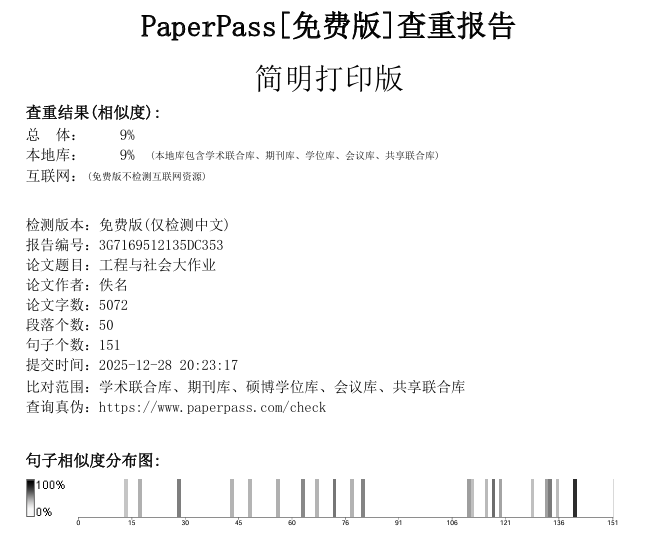 PaperPass[免费版]查重报告
简明打印版
查重结果(相似度):
总 体: 9%
本地库: 9% (本地库包含学术联合库、期刊库、学位库、会议库、共享联合库)
互联网: (免费版不检测互联网资源)
检测版本: 免费版(仅检测中文)
报告编号: 3G7169512135DC353
论文题目: 工程与社会大作业
论文作者: 佚名
论文字数: 5072
段落个数: 50
句子个数: 151
提交时间: 2025-12-28 20:23:17
比对范围: 学术联合库、期刊库、硕博学位库、会议库、共享联合库
查询真伪: https://www.paperpass.com/check
句子相似度分布图:
100%
0%
0 15 30 45 60 76 91 106 121 136 151